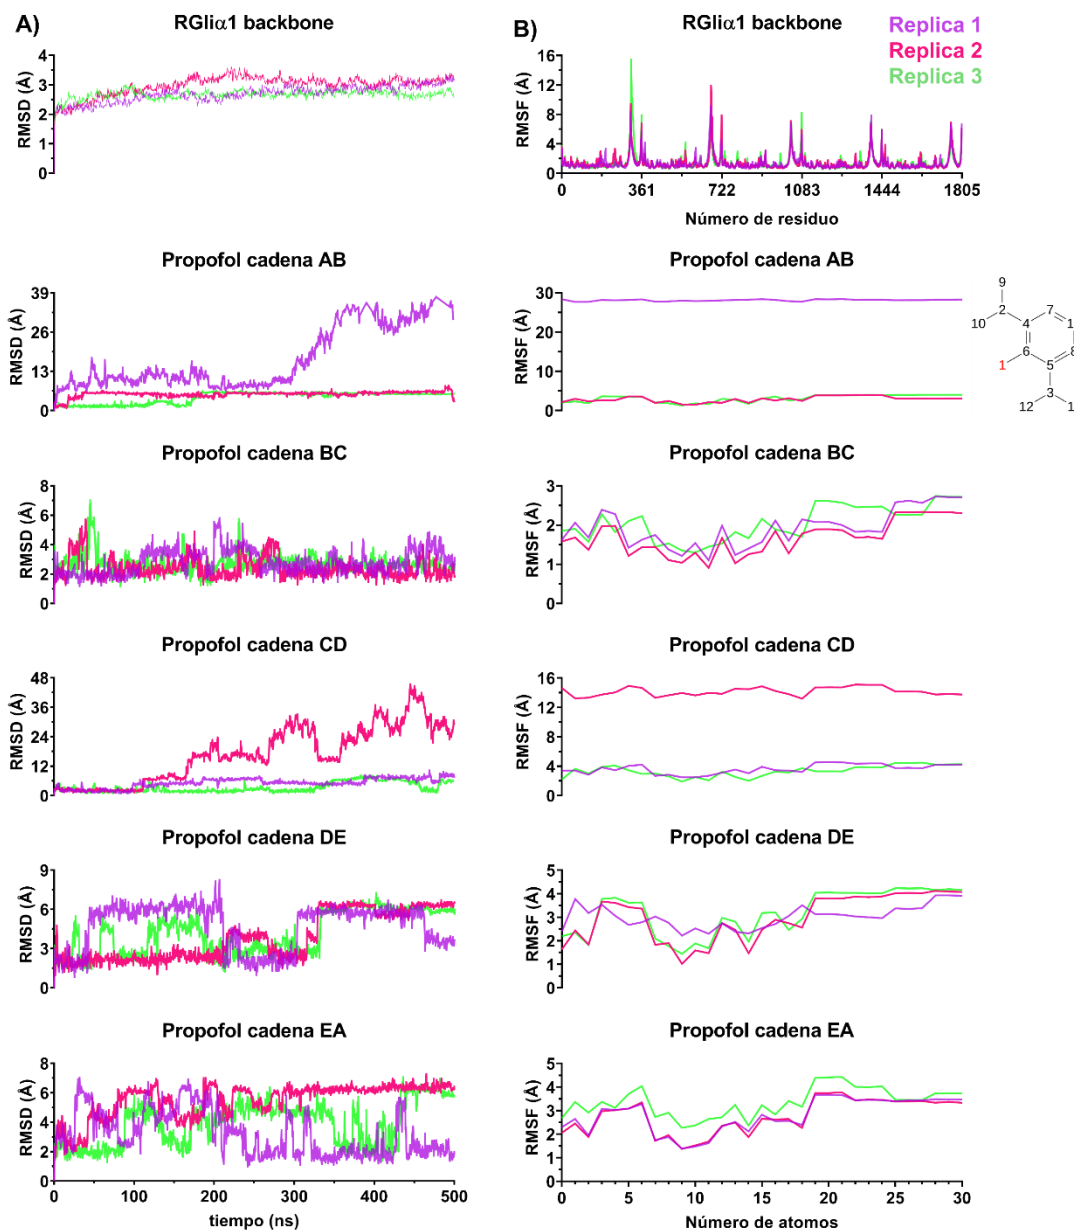 A)
RGliα1 backbone
B)
RGliα1 backbone
Replica 1
Replica 2
Replica 3
RMSD (Å)
4
3
2
1
0
RMSF (Å)
16
12
8
4
0
0 361 722 1083 1444 1805
Número de residuo
Propofol cadena AB
Propofol cadena AB
RMSD (Å)
39
26
13
0
RMSF (Å)
30
20
10
0
9
2
10
4
7
1
6
8
1
5
3
12
1
Propofol cadena BC
Propofol cadena BC
RMSD (Å)
8
6
4
2
0
RMSF (Å)
3
2
1
0
Propofol cadena CD
Propofol cadena CD
RMSD (Å)
48
36
24
12
0
RMSF (Å)
16
12
8
4
0
Propofol cadena DE
Propofol cadena DE
RMSD (Å)
9
6
3
0
RMSF (Å)
5
4
3
2
1
0
Propofol cadena EA
Propofol cadena EA
RMSD (Å)
8
6
4
2
0
0 100 200 300 400 500
tiempo (ns)
RMSF (Å)
5
4
3
2
1
0
0 5 10 15 20 25 30
Número de atomos